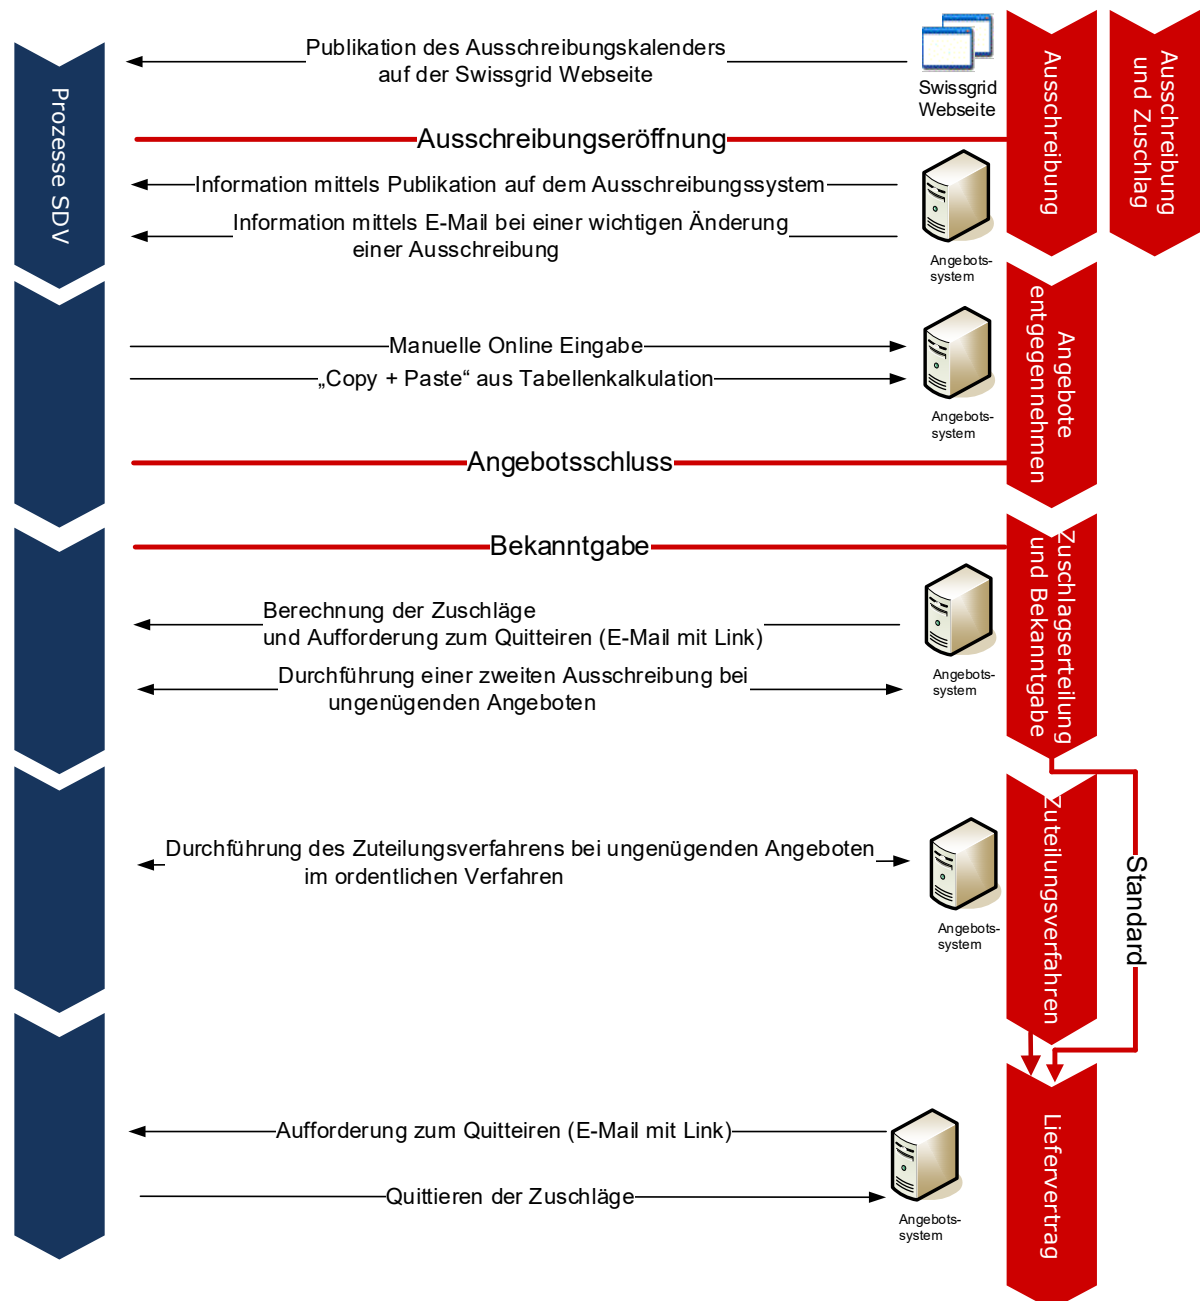 Publikation des Ausschreibungskalenders
auf der Swissgrid Webseite
Swissgrid
Webseite
Prozesse SDV
Ausschreibung
Ausschreibung
und Zuschlag
Ausschreibungseröffnung
Information mittels Publikation auf dem Ausschreibungssystem
Information mittels E-Mail bei einer wichtigen Änderung
einer Ausschreibung
Angebots-
system
Manuelle Online Eingabe
„Copy + Paste“ aus Tabellenkalkulation
Angebots-
system
Angebote
entgegennehmen
Angebotsschluss
Bekanntgabe
Zuschlagserteilung
und Bekanntgabe
Berechnung der Zuschläge
und Aufforderung zum Quitteiren (E-Mail mit Link)
Durchführung einer zweiten Ausschreibung bei
ungenügenden Angeboten
Angebots-
system
Durchführung des Zuteilungsverfahrens bei ungenügenden Angeboten
im ordentlichen Verfahren
Angebots-
system
Zuteilungsverfahren
Standard
Aufforderung zum Quitteiren (E-Mail mit Link)
Quittieren der Zuschläge
Angebots-
system
Liefervertrag